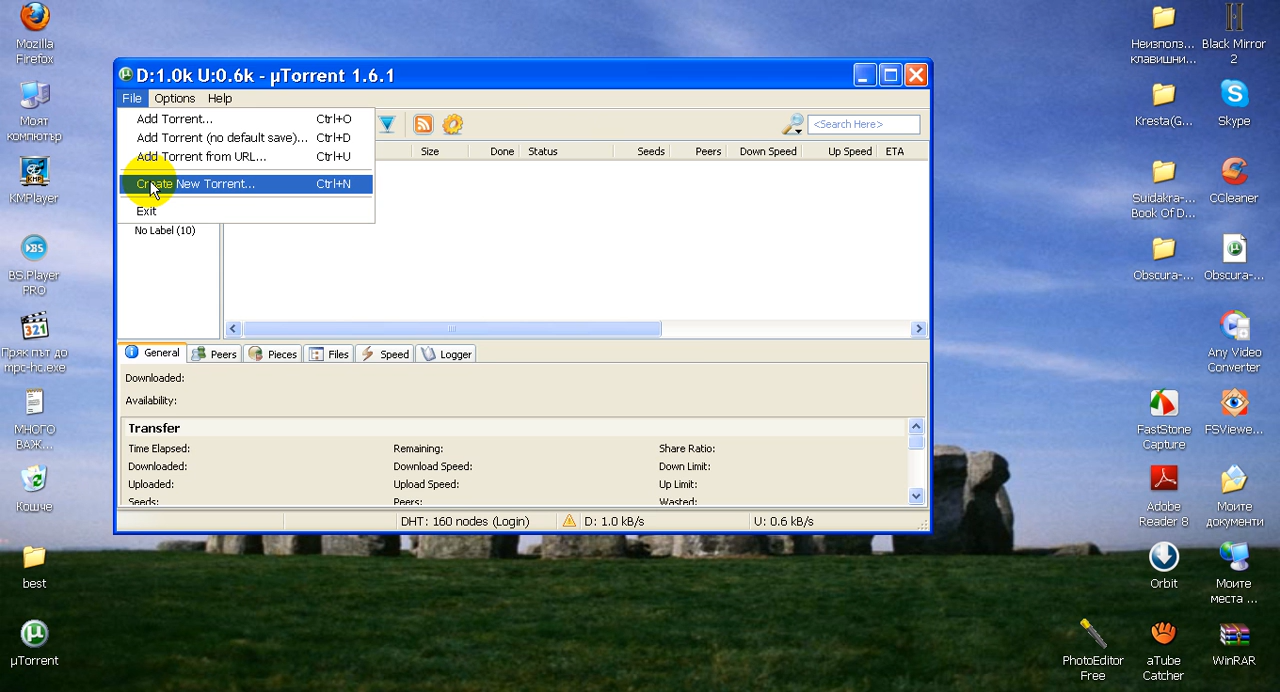 Mozilla
Firefox
Моят
компютър
KMPlayer
BS.Player
PRO
Пряк път до
mpc-hc.exe
МНОГО
ВАЖ...
Кошче
best
µTorrent
D:1.0k U:0.6k - µTorrent 1.6.1
File Options Help
Add Torrent... Ctrl+O
Add Torrent (no default save)... Ctrl+D
Add Torrent from URL... Ctrl+U
Create New Torrent... Ctrl+N
Exit
No Label (10)
<Search Here>
Size Done Status Seeds Peers Down Speed Up Speed ETA
General Peers Pieces Files Speed Logger
Downloaded:
Availability:
Transfer
Time Elapsed: Remaining: Share Ratio:
Downloaded: Download Speed: Down Limit:
Uploaded: Upload Speed: Up Limit:
Seeds: Peers: Wasted:
DHT: 160 nodes (Login) D: 1.0 kB/s U: 0.6 kB/s
Неизполз...
клавишни...
Black Mirror
2
Kresta(G...
Skype
Suidakra-...
Book Of D...
CCleaner
Obscura-...
Obscura-...
Any Video
Converter
FastStone
Capture
FSViewe...
Adobe
Reader 8
Моите
документи
Orbit
Моите
места ...
PhotoEditor
Free
aTube
Catcher
WinRAR